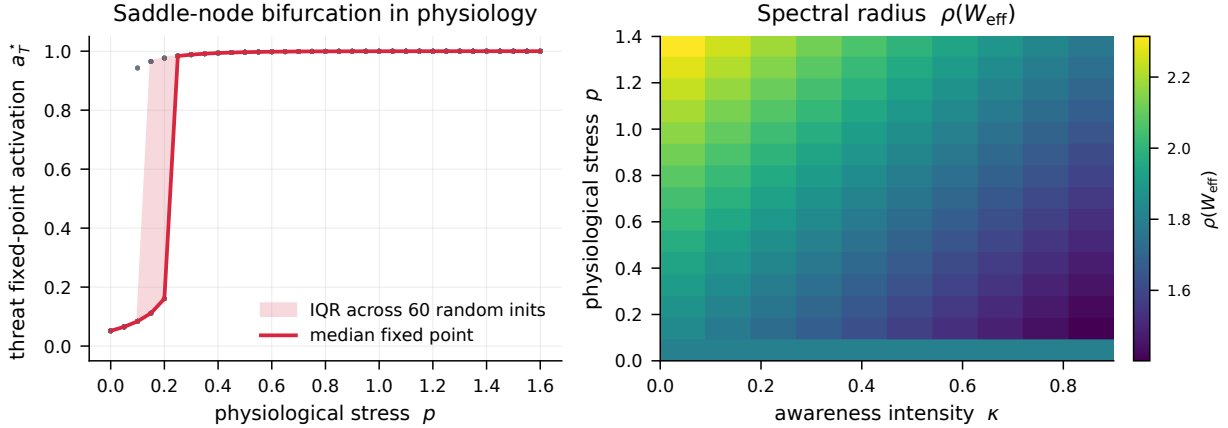 Saddle-node bifurcation in physiology
threat fixed-point activation a*_T
1.0
0.8
0.6
0.4
0.2
0.0
IQR across 60 random inits
median fixed point
0.0 0.2 0.4 0.6 0.8 1.0 1.2 1.4 1.6
physiological stress p
Spectral radius ρ(W_eff)
physiological stress p
1.4
1.2
1.0
0.8
0.6
0.4
0.2
0.0
0.0 0.2 0.4 0.6 0.8
awareness intensity κ
2.2
2.0
1.8
1.6
ρ(W_eff)